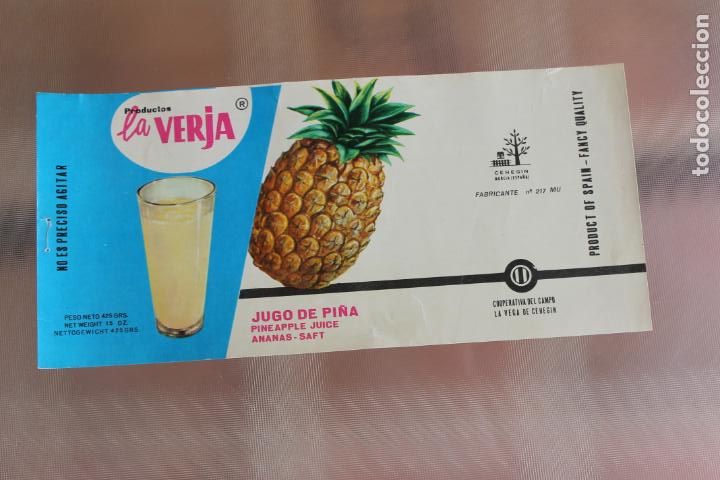 Productos
la VERJA ®
NO ES PRECISO AGITAR
PESO NETO 425 GRS.
NET WEIGHT 15 OZ.
NETTOGEWICHT 425 GRS.
JUGO DE PIÑA
PINEAPPLE JUICE
ANANAS-SAFT
CEHEGIN
MURCIA (ESPAÑA)
FABRICANTE nº 217 MU
COOPERATIVA DEL CAMPO
LA VEGA DE CEHEGIN
PRODUCT OF SPAIN - FANCY QUALITY
todocoleccion